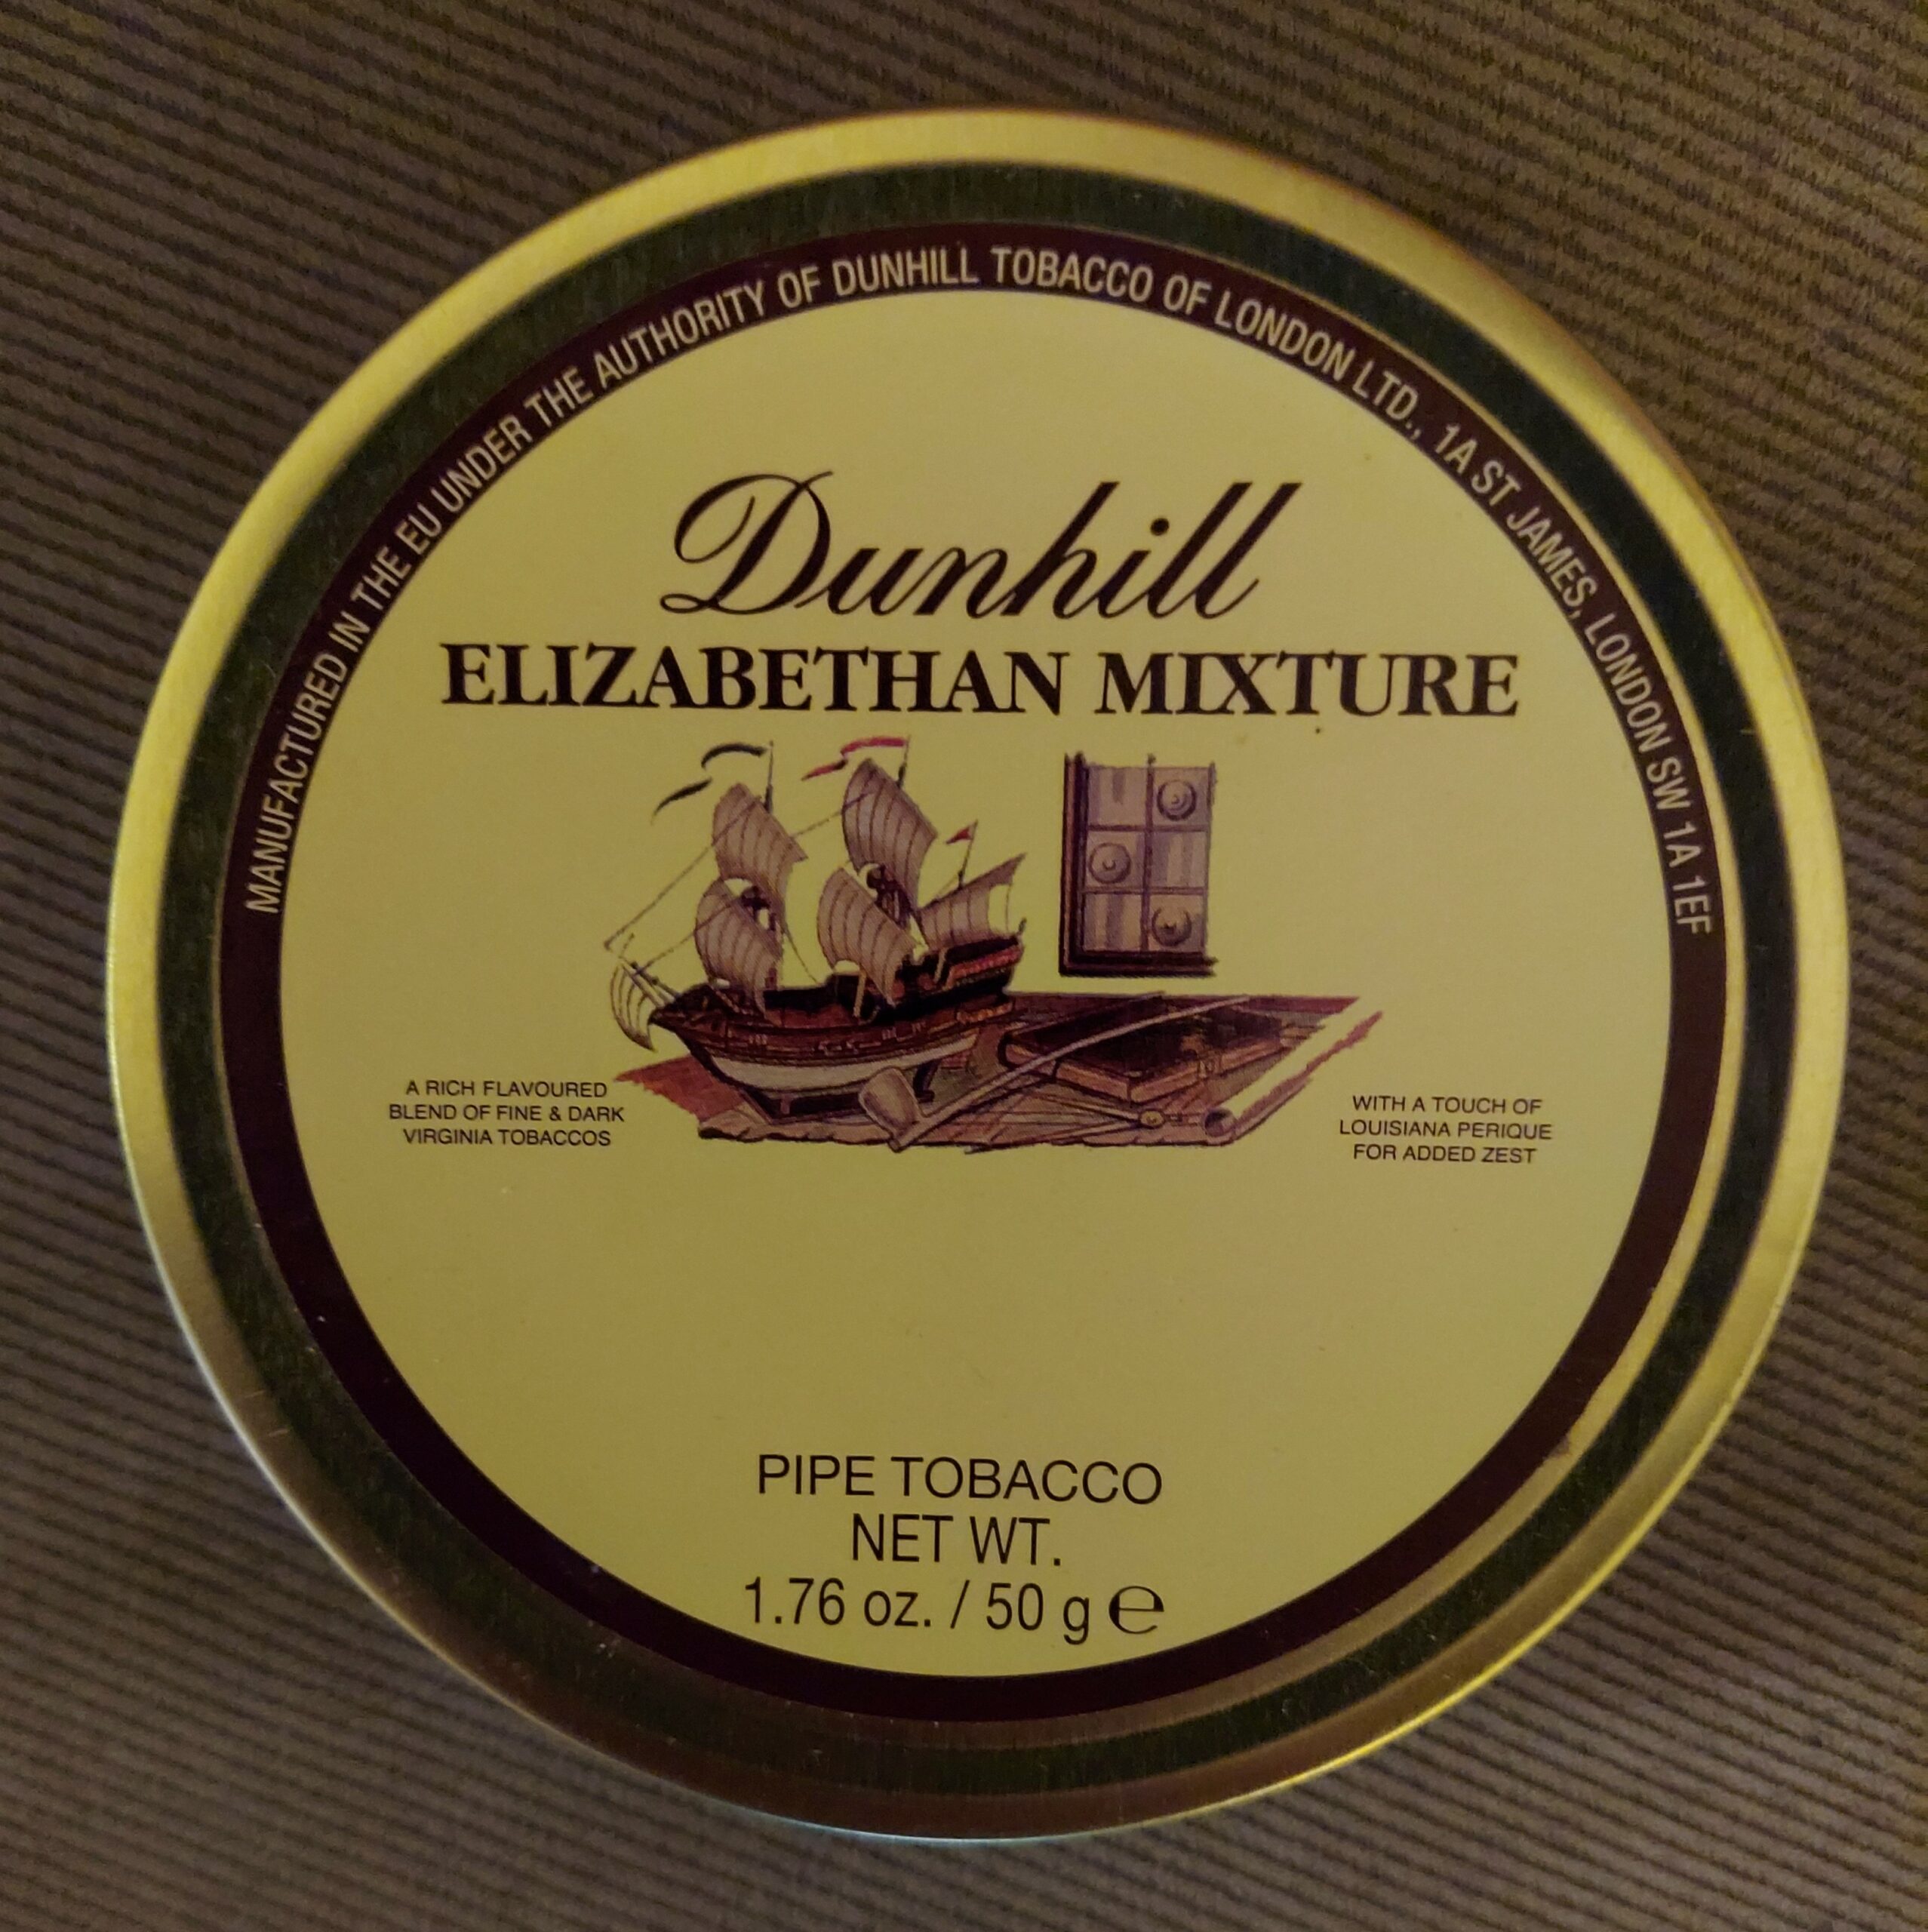 MANUFACTURED IN THE EU UNDER THE AUTHORITY OF DUNHILL TOBACCO OF LONDON LTD., 1A ST JAMES, LONDON SW 1A 1EF
Dunhill
ELIZABETHAN MIXTURE
A RICH FLAVOURED
BLEND OF FINE & DARK
VIRGINIA TOBACCOS
WITH A TOUCH OF
LOUISIANA PERIQUE
FOR ADDED ZEST
PIPE TOBACCO
NET WT.
1.76 oz. / 50 g ℮